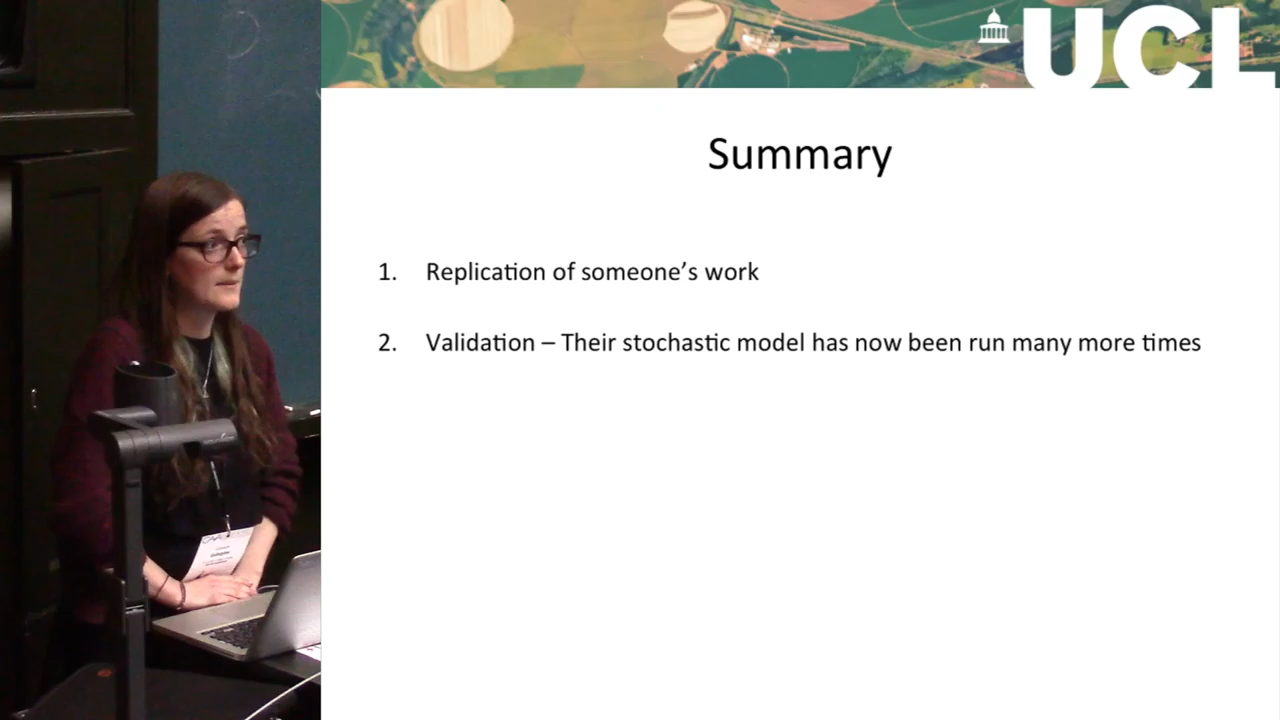 UCL
Summary
1. Replication of someone's work
2. Validation – Their stochastic model has now been run many more times